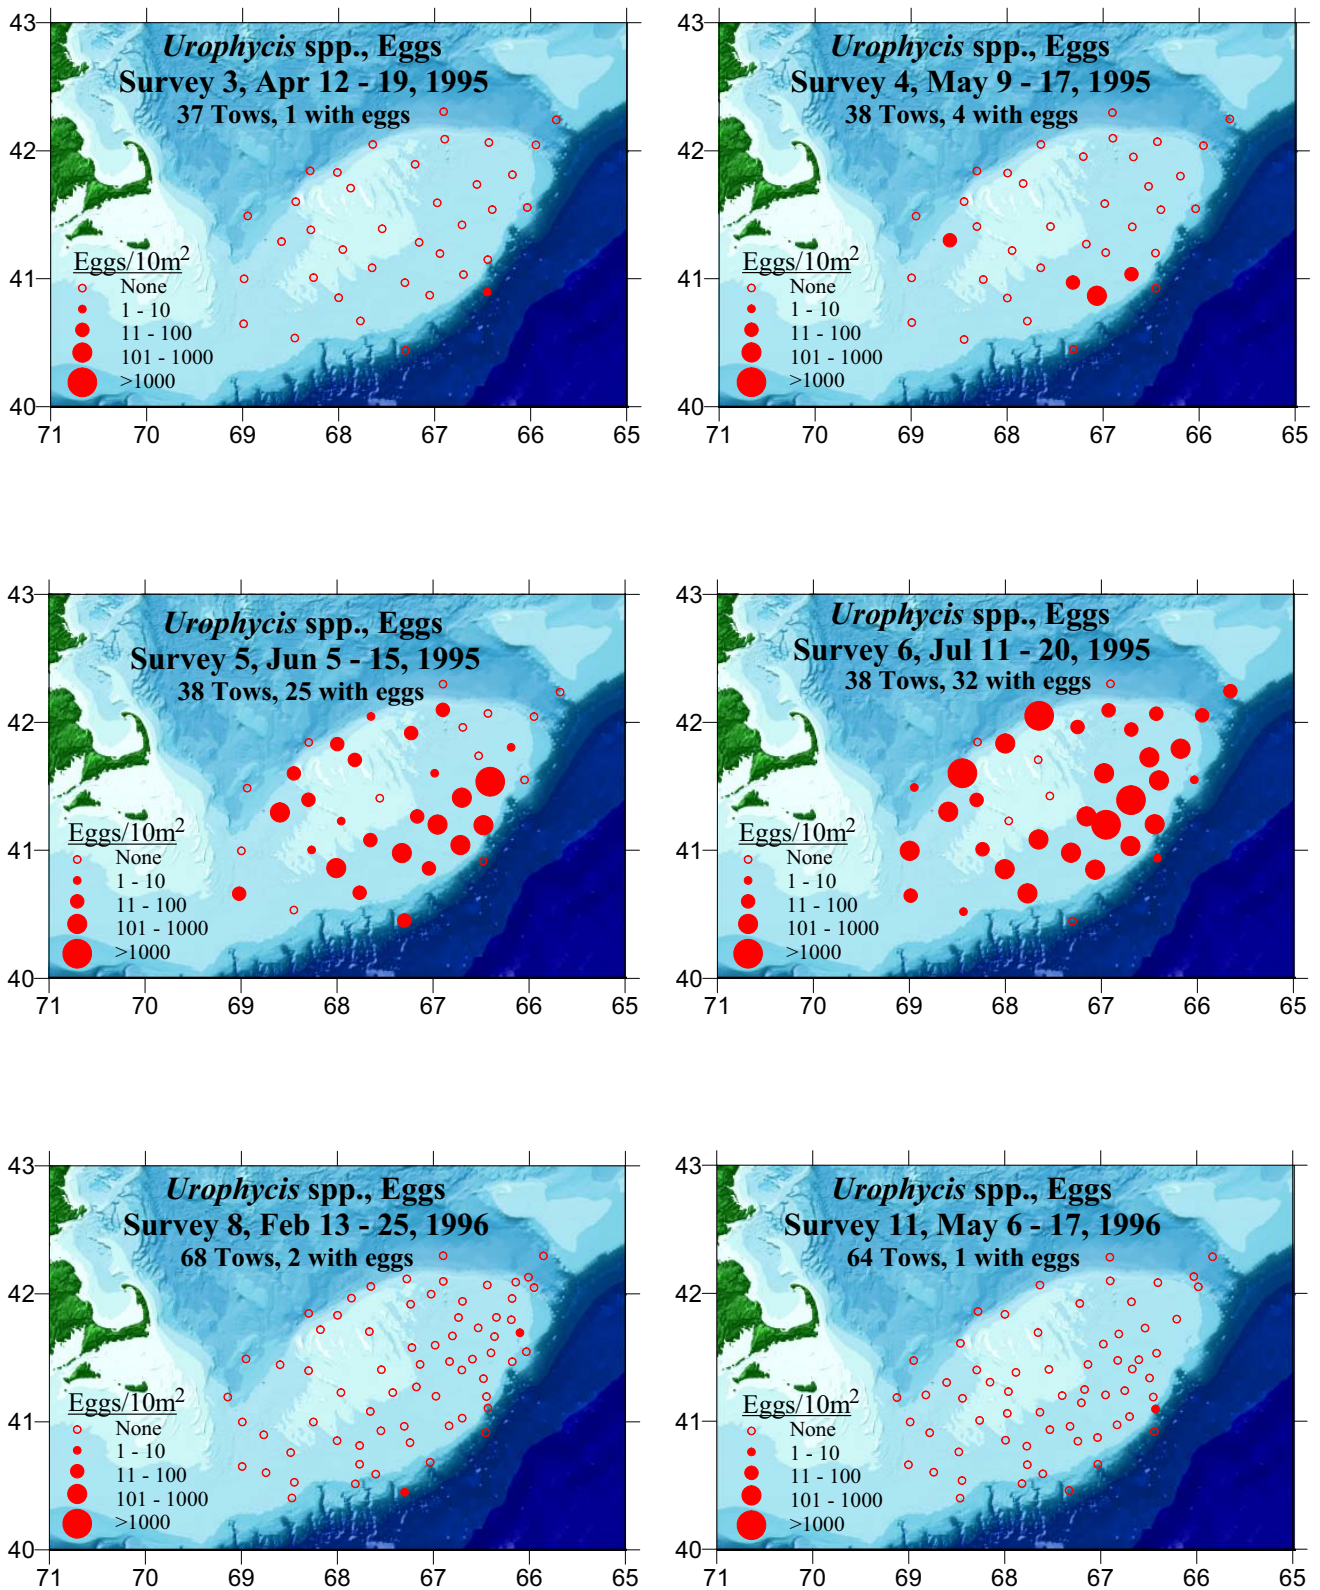 Urophycis spp., Eggs
Survey 3, Apr 12 - 19, 1995
37 Tows, 1 with eggs
Eggs/10m²
None
1 - 10
11 - 100
101 - 1000
>1000
43
42
41
40
71 70 69 68 67 66 65
Urophycis spp., Eggs
Survey 4, May 9 - 17, 1995
38 Tows, 4 with eggs
Eggs/10m²
None
1 - 10
11 - 100
101 - 1000
>1000
43
42
41
40
71 70 69 68 67 66 65
Urophycis spp., Eggs
Survey 5, Jun 5 - 15, 1995
38 Tows, 25 with eggs
Eggs/10m²
None
1 - 10
11 - 100
101 - 1000
>1000
43
42
41
40
71 70 69 68 67 66 65
Urophycis spp., Eggs
Survey 6, Jul 11 - 20, 1995
38 Tows, 32 with eggs
Eggs/10m²
None
1 - 10
11 - 100
101 - 1000
>1000
43
42
41
40
71 70 69 68 67 66 65
Urophycis spp., Eggs
Survey 8, Feb 13 - 25, 1996
68 Tows, 2 with eggs
Eggs/10m²
None
1 - 10
11 - 100
101 - 1000
>1000
43
42
41
40
71 70 69 68 67 66 65
Urophycis spp., Eggs
Survey 11, May 6 - 17, 1996
64 Tows, 1 with eggs
Eggs/10m²
None
1 - 10
11 - 100
101 - 1000
>1000
43
42
41
40
71 70 69 68 67 66 65